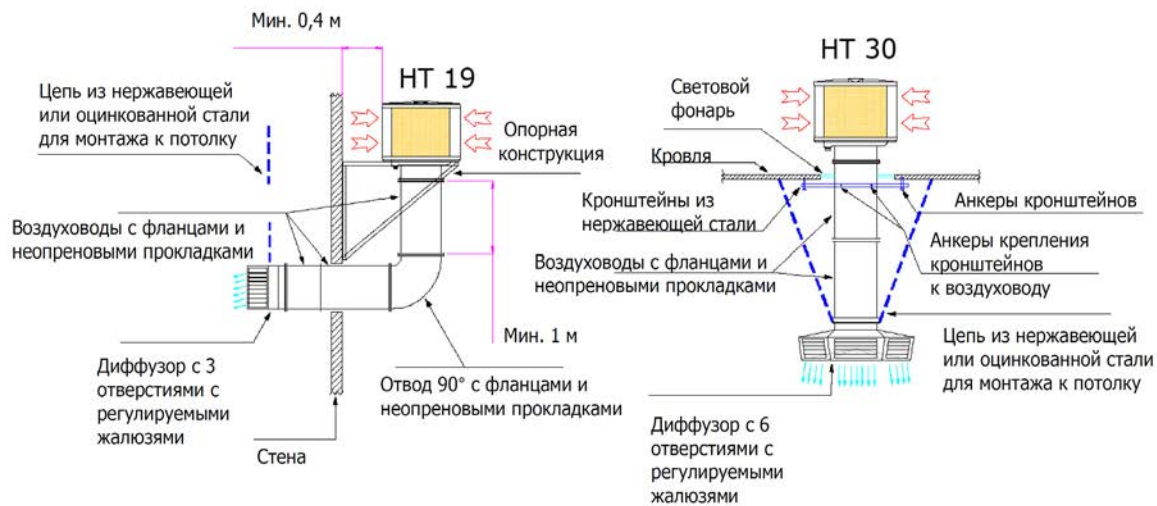 Мин. 0,4 м
НТ 19
Цепь из нержавеющей
или оцинкованной стали
для монтажа к потолку
Опорная
конструкция
Воздуховоды с фланцами и
неопреновыми прокладками
Мин. 1 м
Диффузор с 3
отверстиями с
регулируемыми
жалюзями
Отвод 90° с фланцами и
неопреновыми прокладками
Стена
НТ 30
Световой
фонарь
Кровля
Кронштейны из
нержавеющей стали
Анкеры кронштейнов
Воздуховоды с фланцами и
неопреновыми прокладками
Анкеры крепления
кронштейнов
к воздуховоду
Цепь из нержавеющей
или оцинкованной стали
для монтажа к потолку
Диффузор с 6
отверстиями с
регулируемыми
жалюзями